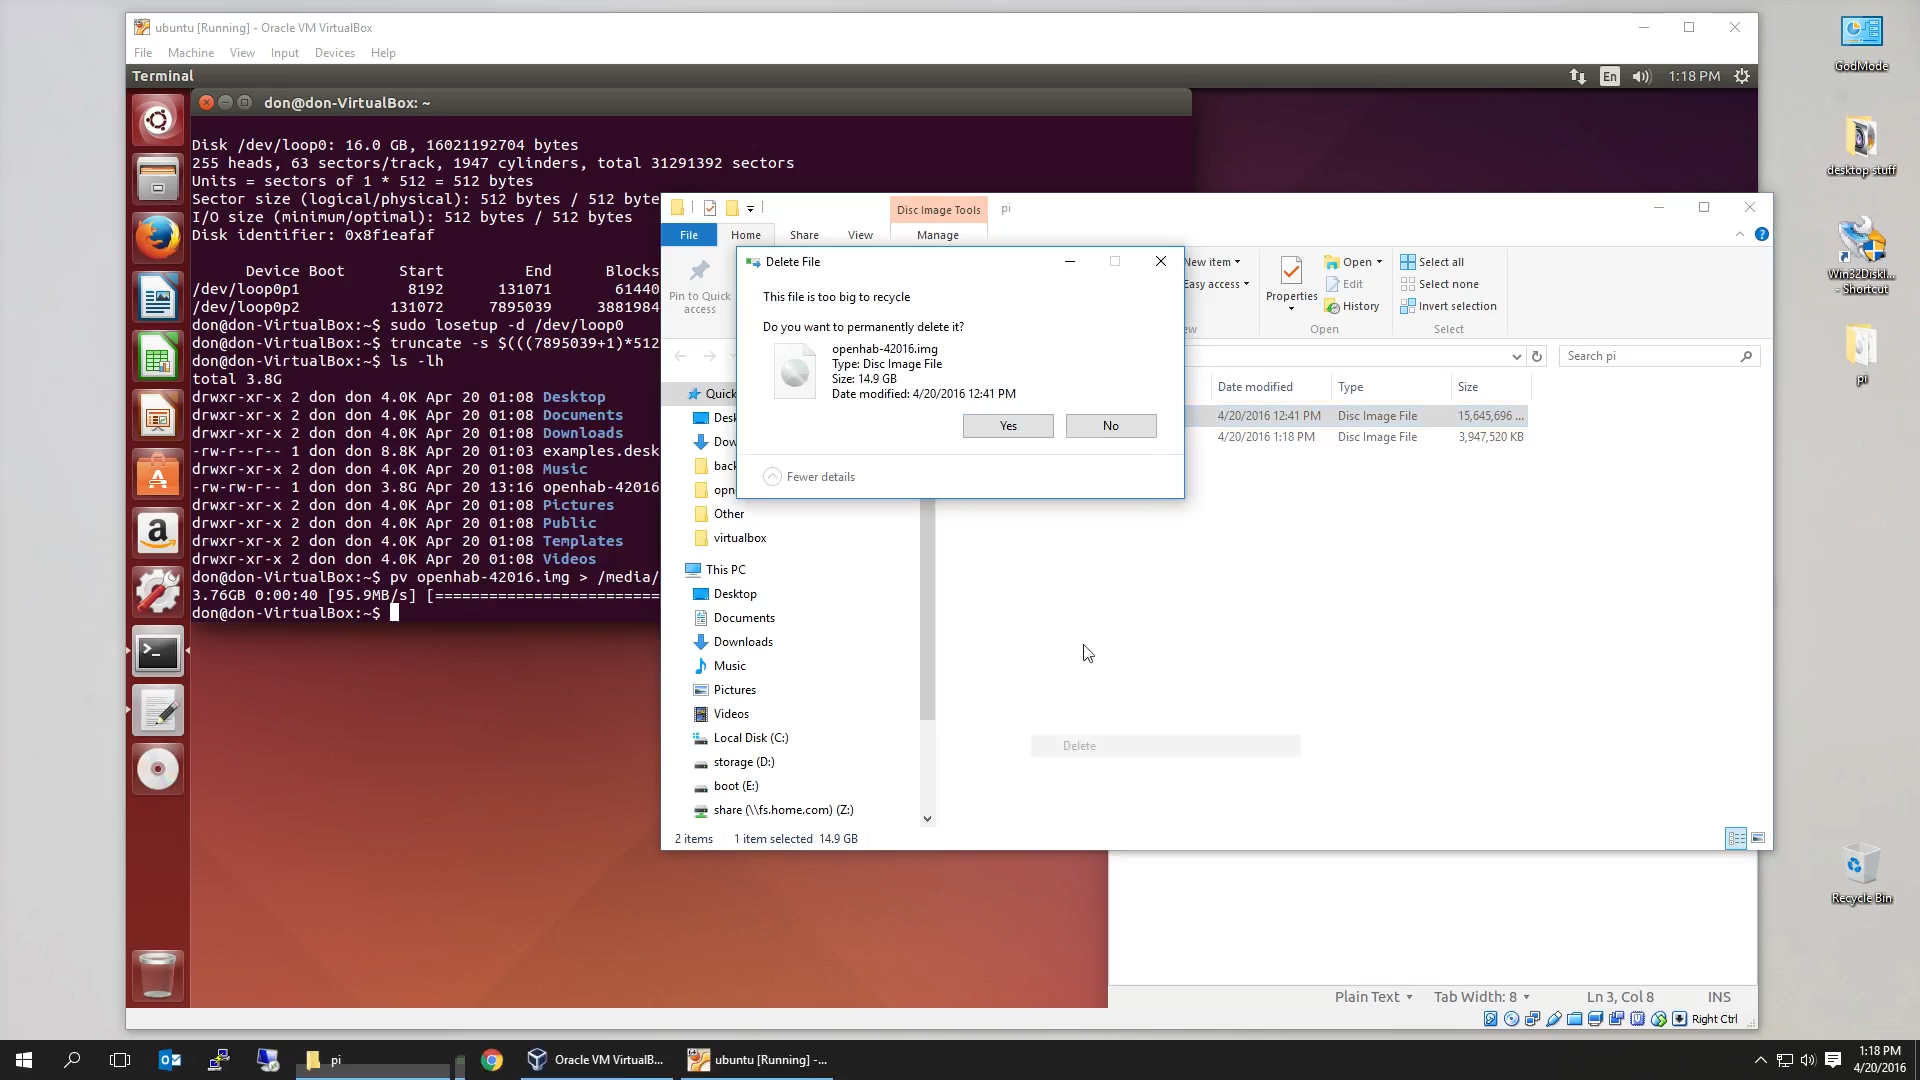 ubuntu [Running] - Oracle VM VirtualBox
File Machine View Input Devices Help
Terminal
En
1:18 PM
don@don-VirtualBox: ~
Disk /dev/loop0: 16.0 GB, 16021192704 bytes
255 heads, 63 sectors/track, 1947 cylinders, total 31291392 sectors
Units = sectors of 1 * 512 = 512 bytes
Sector size (logical/physical): 512 bytes / 512 byte
I/O size (minimum/optimal): 512 bytes / 512 bytes
Disk identifier: 0x8f1eafaf
Device Boot Start End Blocks
/dev/loop0p1 8192 131071 61440
/dev/loop0p2 131072 7895039 3881984
don@don-VirtualBox:~$ sudo losetup -d /dev/loop0
don@don-VirtualBox:~$ truncate -s $(((7895039+1)*512
don@don-VirtualBox:~$ ls -lh
total 3.8G
drwxr-xr-x 2 don don 4.0K Apr 20 01:08 Desktop
drwxr-xr-x 2 don don 4.0K Apr 20 01:08 Documents
drwxr-xr-x 2 don don 4.0K Apr 20 01:08 Downloads
-rw-r--r-- 1 don don 8.8K Apr 20 01:03 examples.desk
drwxr-xr-x 2 don don 4.0K Apr 20 01:08 Music
-rw-rw-r-- 1 don don 3.8G Apr 20 13:16 openhab-42016
drwxr-xr-x 2 don don 4.0K Apr 20 01:08 Pictures
drwxr-xr-x 2 don don 4.0K Apr 20 01:08 Public
drwxr-xr-x 2 don don 4.0K Apr 20 01:08 Templates
drwxr-xr-x 2 don don 4.0K Apr 20 01:08 Videos
don@don-VirtualBox:~$ pv openhab-42016.img > /media/
3.76GB 0:00:40 [95.9MB/s] [=========================
don@don-VirtualBox:~$
Disc Image Tools
pi
File Home Share View Manage
Pin to Quick
access
New item
Easy access
ew
Properties
Open
Edit
History
Open
Select all
Select none
Invert selection
Select
Search pi
Delete File
This file is too big to recycle
Do you want to permanently delete it?
openhab-42016.img
Type: Disc Image File
Size: 14.9 GB
Date modified: 4/20/2016 12:41 PM
Yes
No
Fewer details
Date modified Type Size
4/20/2016 12:41 PM Disc Image File 15,645,696 ...
4/20/2016 1:18 PM Disc Image File 3,947,520 KB
Quick
Desk
Dow
back
opn
Other
virtualbox
This PC
Desktop
Documents
Downloads
Music
Pictures
Videos
Local Disk (C:)
storage (D:)
boot (E:)
share (\\fs.home.com) (Z:)
Delete
2 items 1 item selected 14.9 GB
Plain Text Tab Width: 8 Ln 3, Col 8 INS
Right Ctrl
GodMode
desktop stuff
Win32DiskI...
- Shortcut
pi
Recycle Bin
pi
Oracle VM VirtualB...
ubuntu [Running] -...
1:18 PM
4/20/2016